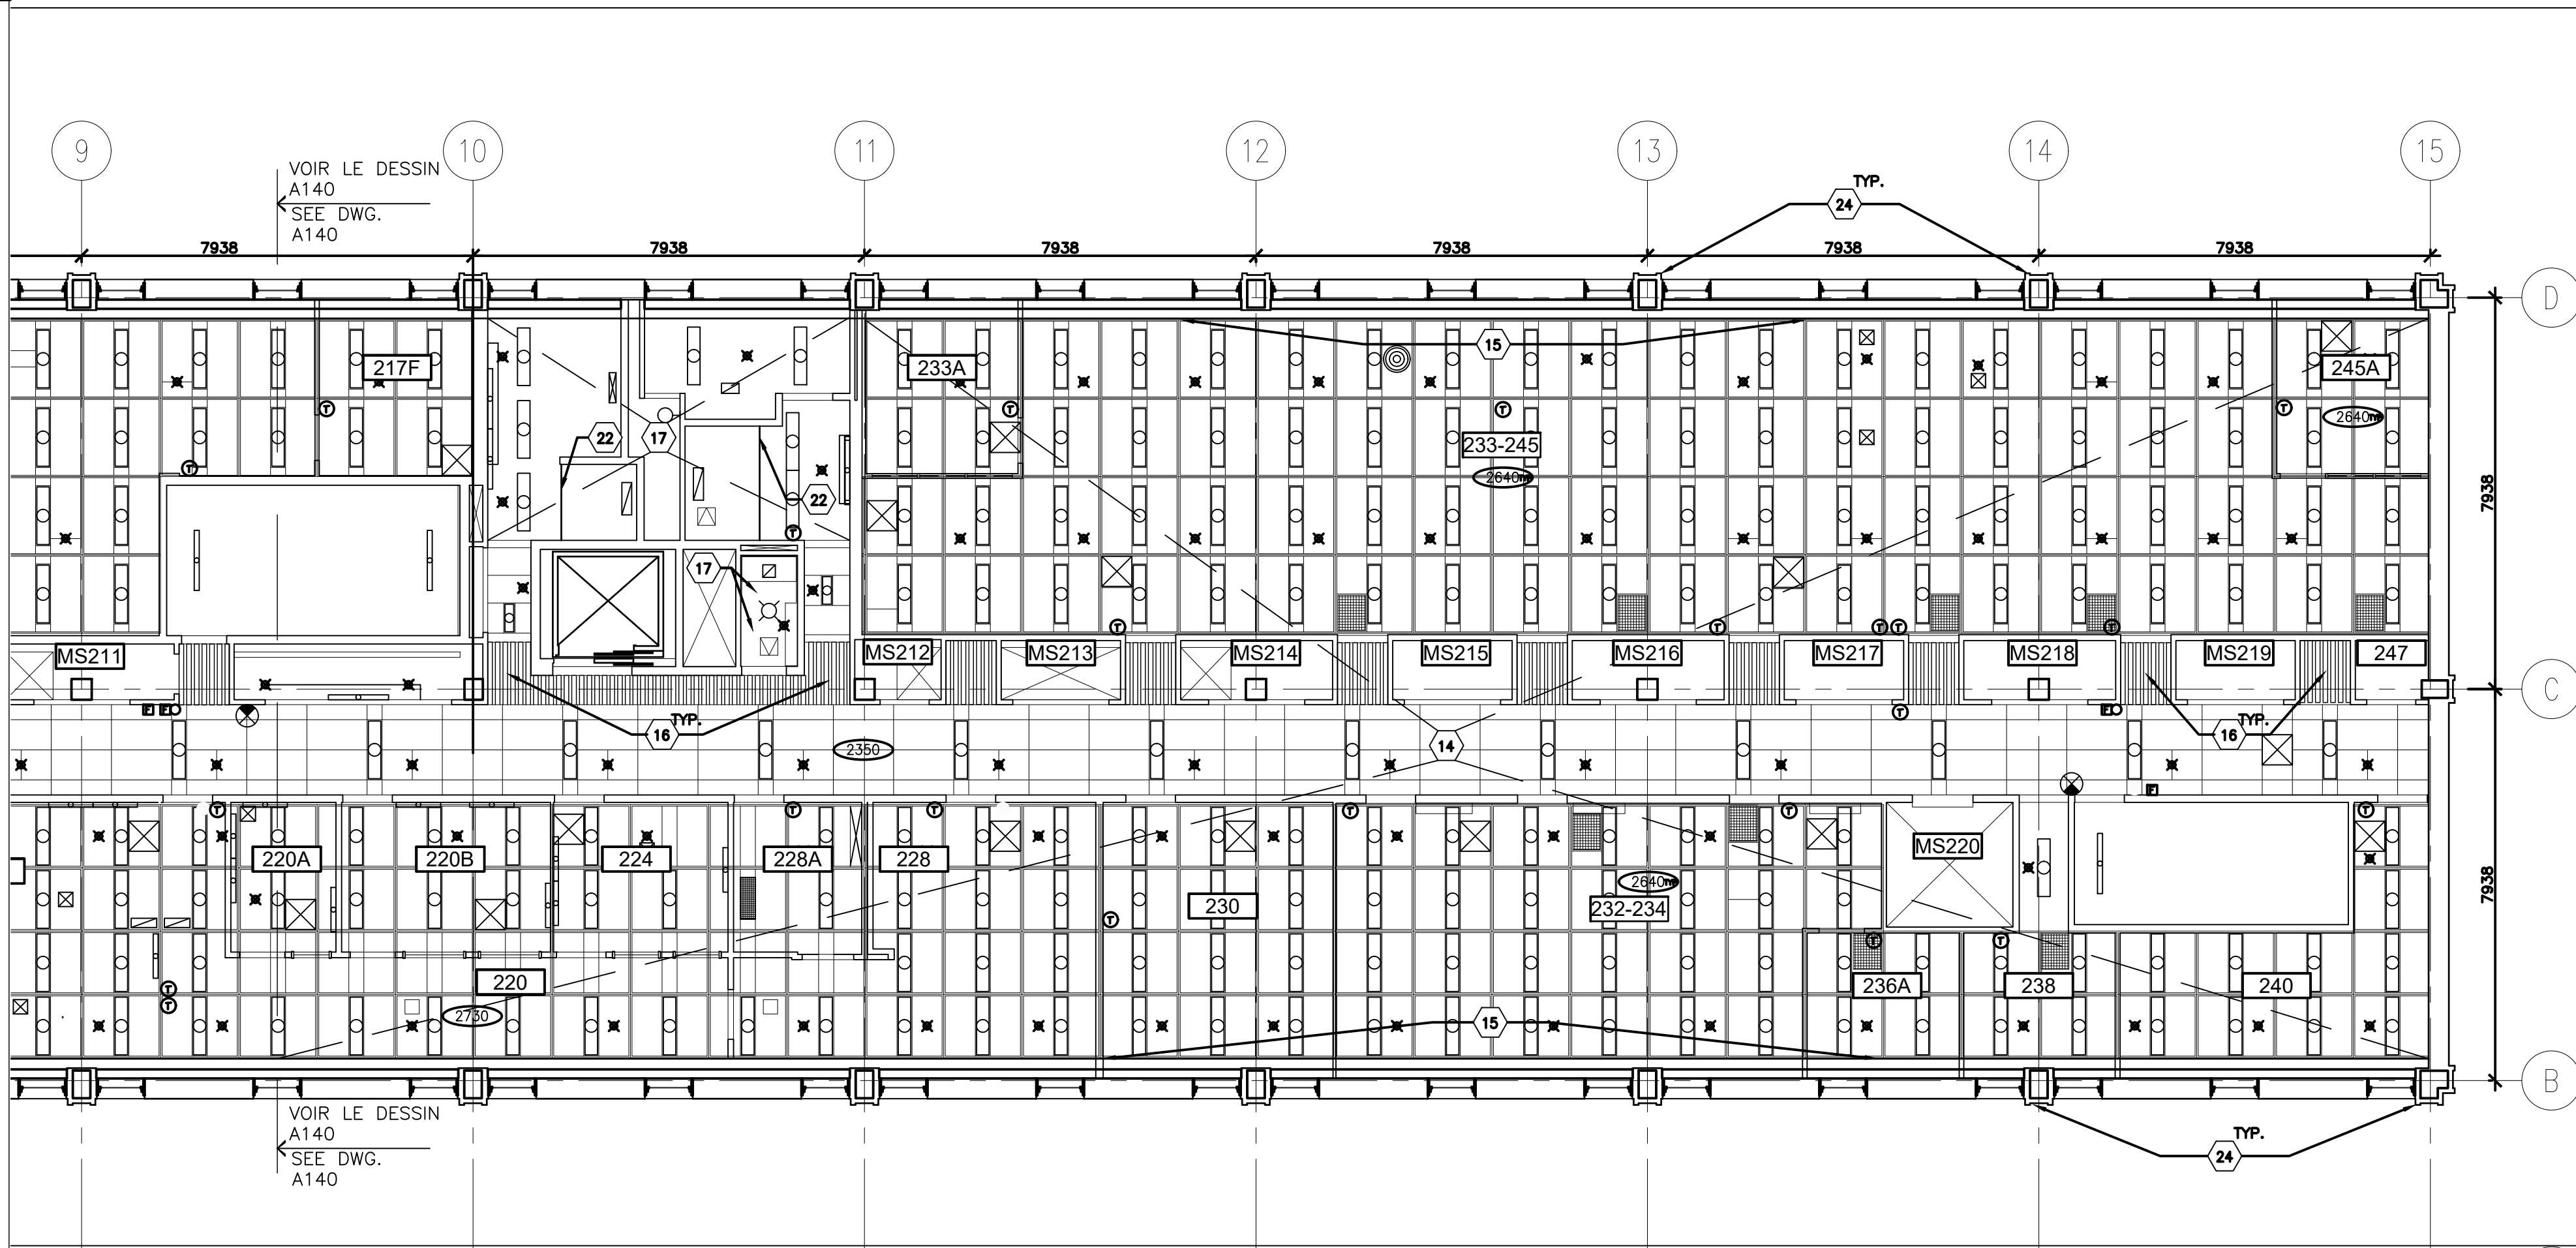 9
10
11
12
13
14
15
VOIR LE DESSIN
A140
SEE DWG.
A140
TYP.
24
7938
7938
7938
7938
7938
7938
D
217F
233A
15
245A
2640
22
17
233-245
2640
22
7938
17
MS211
MS212
MS213
MS214
MS215
MS216
MS217
MS218
MS219
247
C
TYP.
16
2350
14
TYP.
16
220A
220B
224
228A
228
230
2640
232-234
MS220
7938
220
2730
236A
238
240
15
B
VOIR LE DESSIN
A140
SEE DWG.
A140
TYP.
24